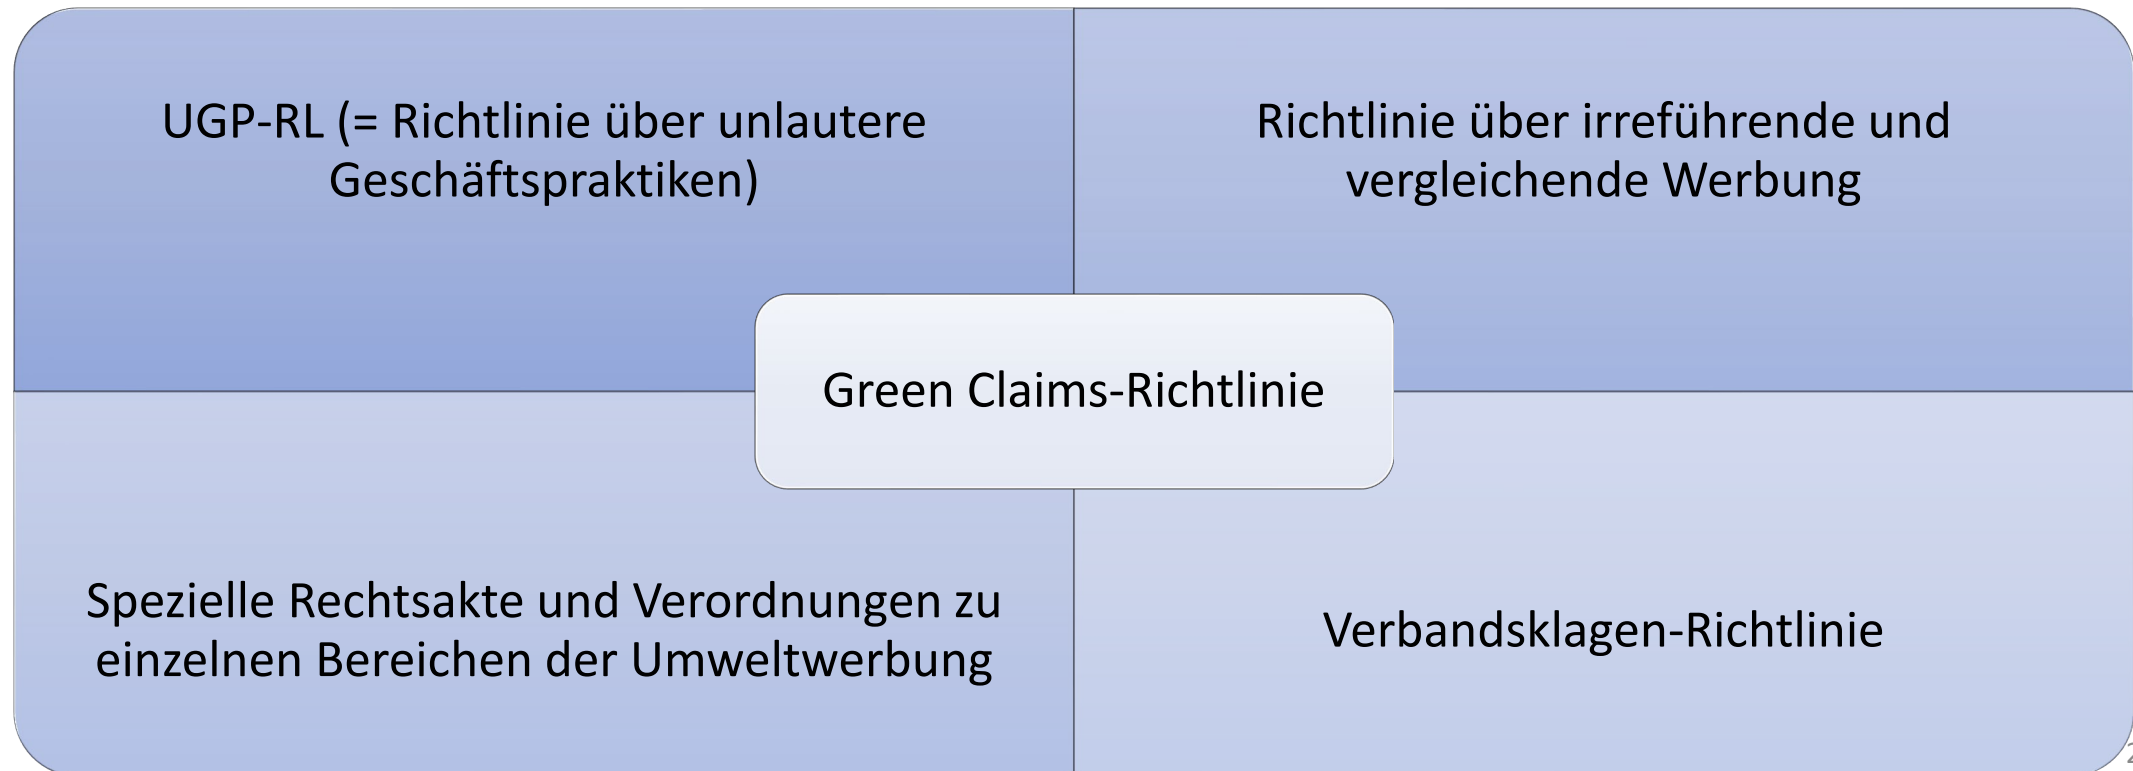 UGP-RL (= Richtlinie über unlautere
Geschäftspraktiken)
Richtlinie über irreführende und
vergleichende Werbung
Green Claims-Richtlinie
Spezielle Rechtsakte und Verordnungen zu
einzelnen Bereichen der Umweltwerbung
Verbandsklagen-Richtlinie